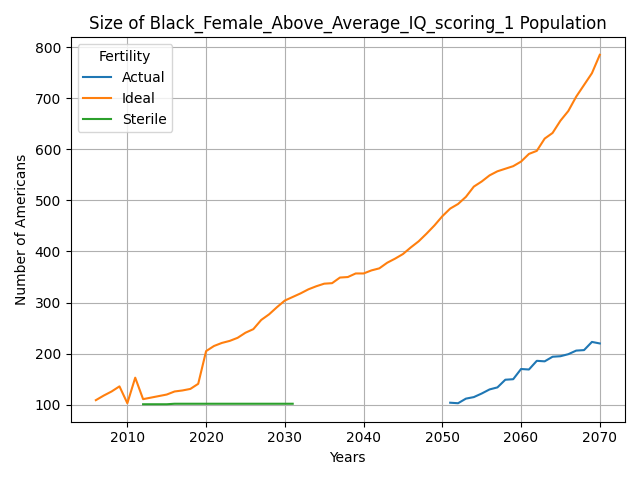 Size of Black_Female_Above_Average_IQ_scoring_1 Population
Fertility
Actual
Ideal
Sterile
Number of Americans
800
700
600
500
400
300
200
100
2010 2020 2030 2040 2050 2060 2070
Years